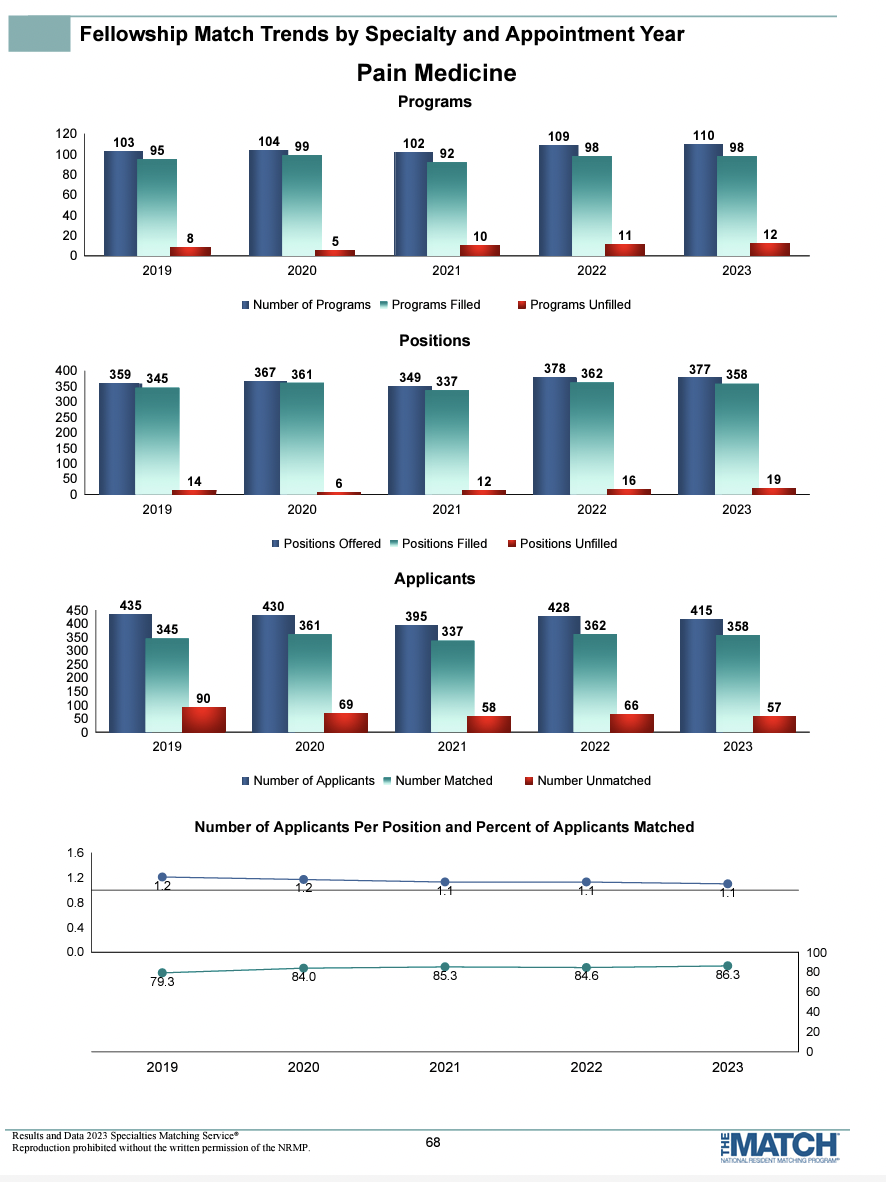 Fellowship Match Trends by Specialty and Appointment Year
Pain Medicine
Programs
120
100
80
60
40
20
0
103 95 8
104 99 5
102 92 10
109 98 11
110 98 12
2019 2020 2021 2022 2023
Number of Programs Programs Filled Programs Unfilled
Positions
400
350
300
250
200
150
100
50
0
359 345 14
367 361 6
349 337 12
378 362 16
377 358 19
2019 2020 2021 2022 2023
Positions Offered Positions Filled Positions Unfilled
Applicants
450
400
350
300
250
200
150
100
50
0
435 345 90
430 361 69
395 337 58
428 362 66
415 358 57
2019 2020 2021 2022 2023
Number of Applicants Number Matched Number Unmatched
Number of Applicants Per Position and Percent of Applicants Matched
1.6
1.2
0.8
0.4
0.0
1.2 1.2 1.1 1.1 1.1
100
80
60
40
20
0
79.3 84.0 85.3 84.6 86.3
2019 2020 2021 2022 2023
Results and Data 2023 Specialties Matching Service®
Reproduction prohibited without the written permission of the NRMP.
68
THE MATCH
NATIONAL RESIDENT MATCHING PROGRAM®